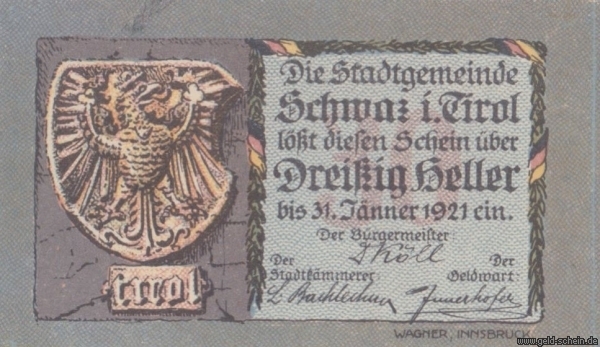 Die Stadtgemeinde
Schwaz i. Tirol
lößt diesen Schein über
Dreißig Heller
bis 31. Jänner 1921 ein.
Der Bürgermeister:
Der
Stadtkämmerer:
Der
Geldwart:
Tirol
WAGNER, INNSBRUCK
www.geld-schein.de